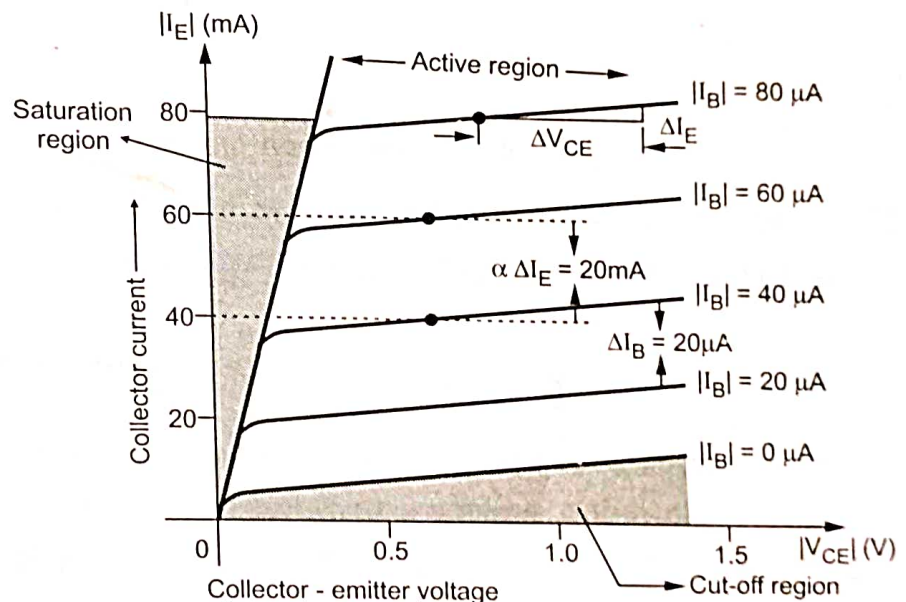 |I_E| (mA)
Active region
|I_B| = 80 μA
80
Saturation
region
ΔV_CE
ΔI_E
|I_B| = 60 μA
60
α ΔI_E = 20mA
|I_B| = 40 μA
40
ΔI_B = 20μA
Collector current
|I_B| = 20 μA
20
|I_B| = 0 μA
0
0.5
1.0
1.5
|V_CE| (V)
Collector - emitter voltage
Cut-off region